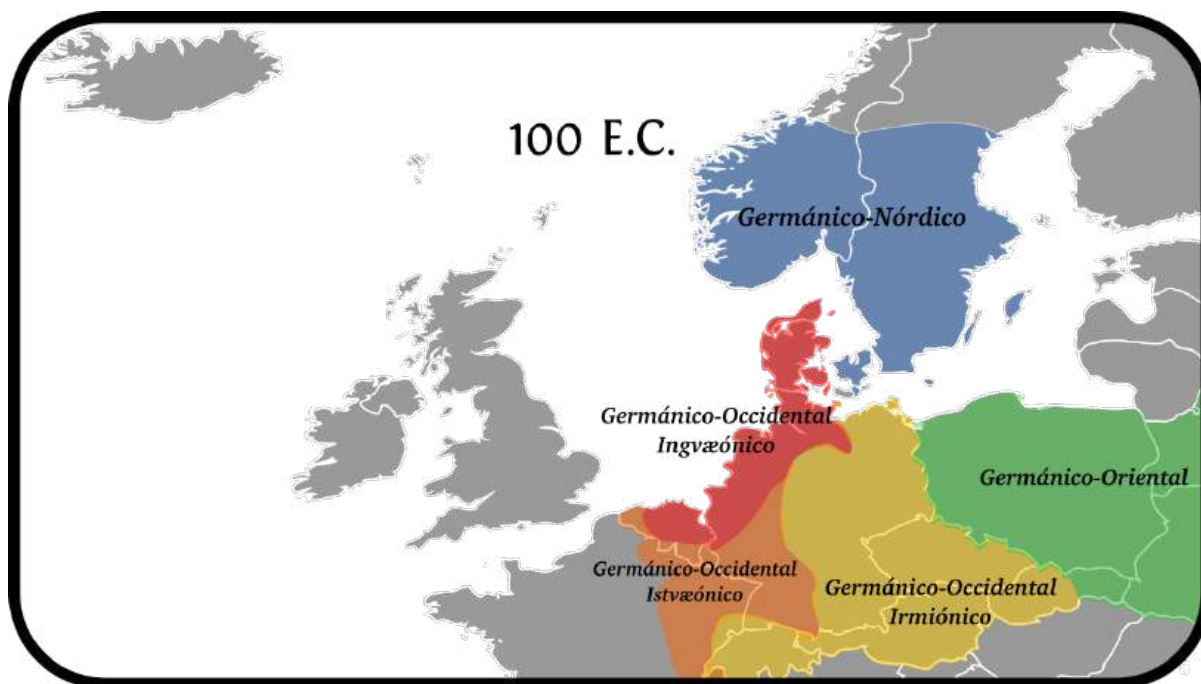 100 E.C.
Germánico-Nórdico
Germánico-Occidental
Ingvæónico
Germánico-Oriental
Germánico-Occidental
Istvæónico
Germánico-Occidental
Irmiónico